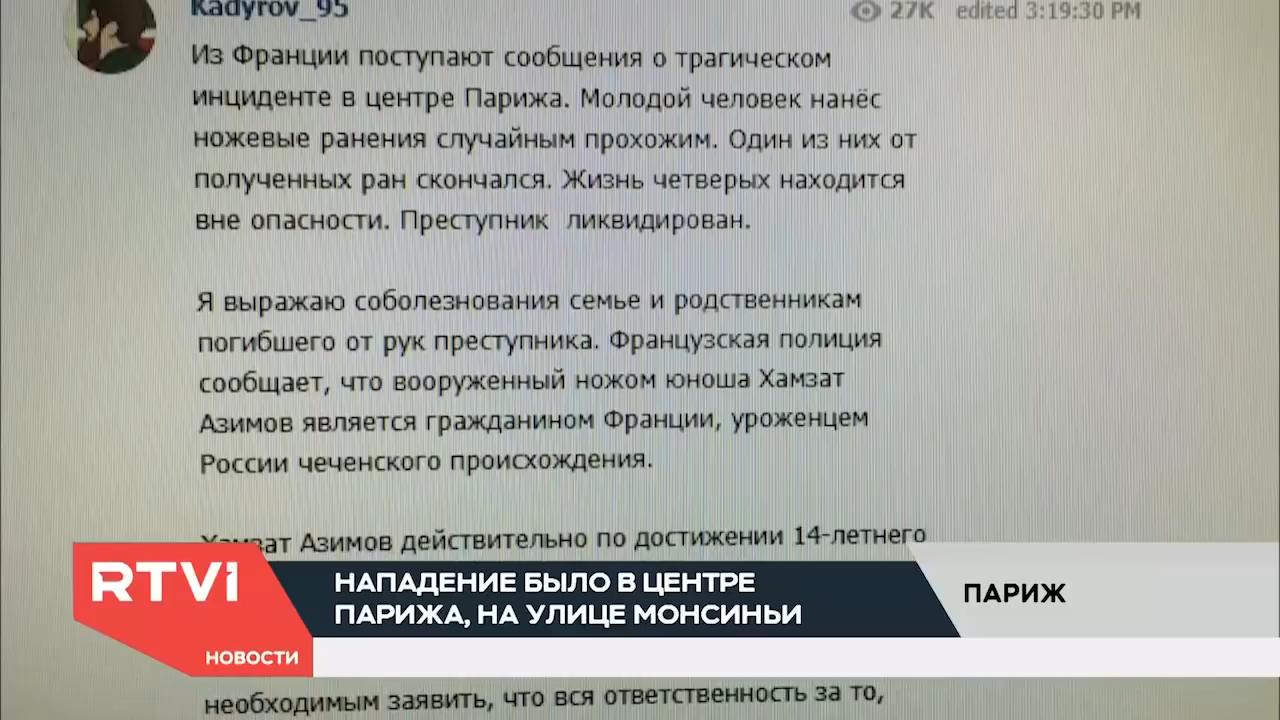 Kadyrov_95
27K edited 3:19:30 PM
Из Франции поступают сообщения о трагическом
инциденте в центре Парижа. Молодой человек нанёс
ножевые ранения случайным прохожим. Один из них от
полученных ран скончался. Жизнь четверых находится
вне опасности. Преступник ликвидирован.
Я выражаю соболезнования семье и родственникам
погибшего от рук преступника. Французская полиция
сообщает, что вооруженный ножом юноша Хамзат
Азимов является гражданином Франции, уроженцем
России чеченского происхождения.
Хамзат Азимов действительно по достижении 14-летнего
RTVi
НОВОСТИ
НАПАДЕНИЕ БЫЛО В ЦЕНТРЕ
ПАРИЖА, НА УЛИЦЕ МОНСИНЬИ
ПАРИЖ
необходимым заявить, что вся ответственность за то,